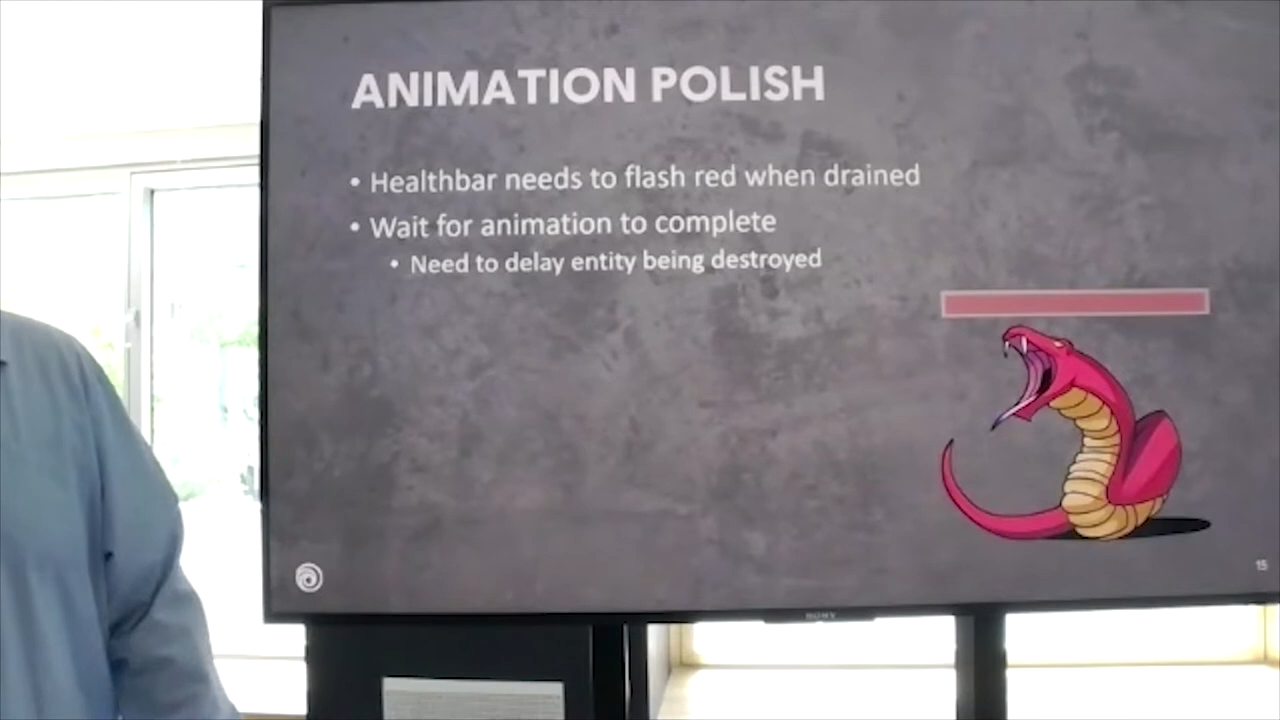 ANIMATION POLISH
• Healthbar needs to flash red when drained
• Wait for animation to complete
• Need to delay entity being destroyed
15
SONY